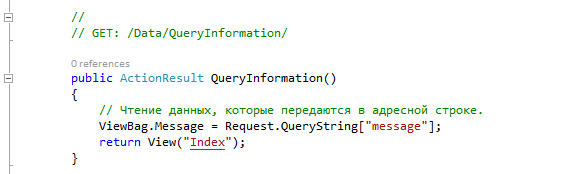 //
// GET: /Data/QueryInformation/
0 references
public ActionResult QueryInformation()
{
// Чтение данных, которые передаются в адресной строке.
ViewBag.Message = Request.QueryString["message"];
return View("Index");
}